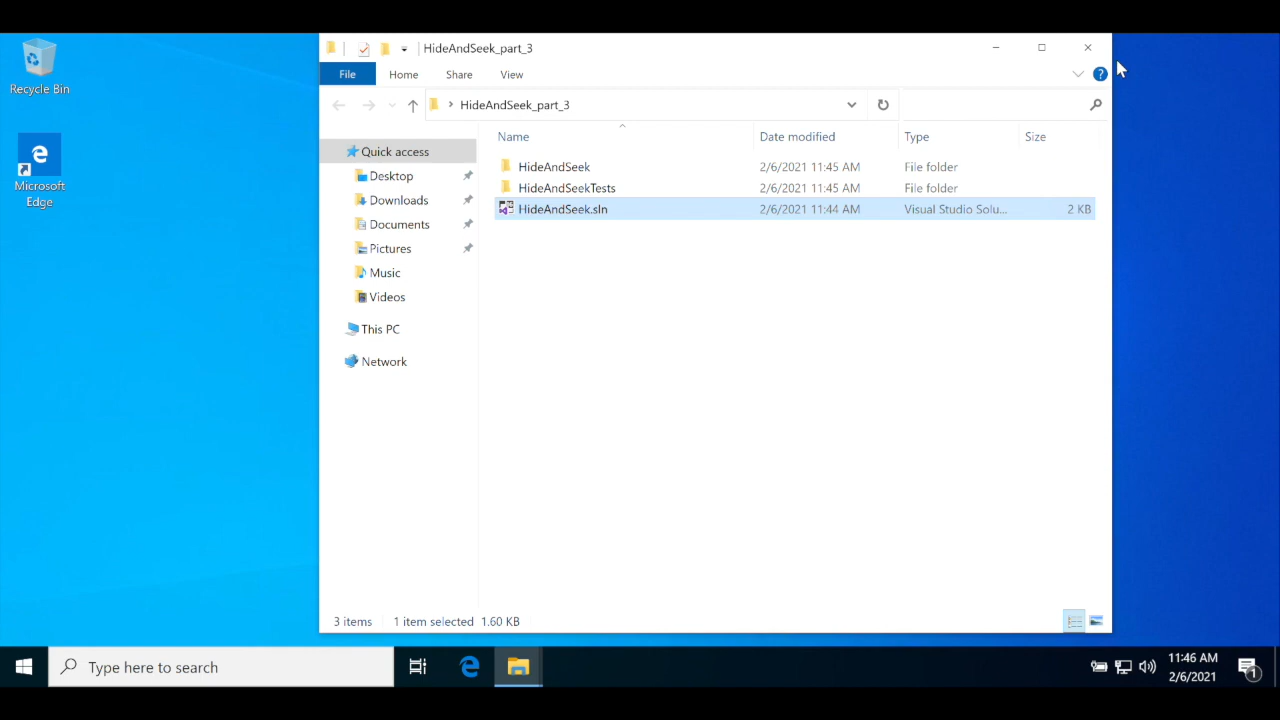 Recycle Bin
Microsoft
Edge
HideAndSeek_part_3
File Home Share View
HideAndSeek_part_3
Name Date modified Type Size
Quick access
Desktop
Downloads
Documents
Pictures
Music
Videos
This PC
Network
HideAndSeek 2/6/2021 11:45 AM File folder
HideAndSeekTests 2/6/2021 11:45 AM File folder
HideAndSeek.sln 2/6/2021 11:44 AM Visual Studio Solu... 2 KB
3 items 1 item selected 1.60 KB
Type here to search
11:46 AM
2/6/2021
1